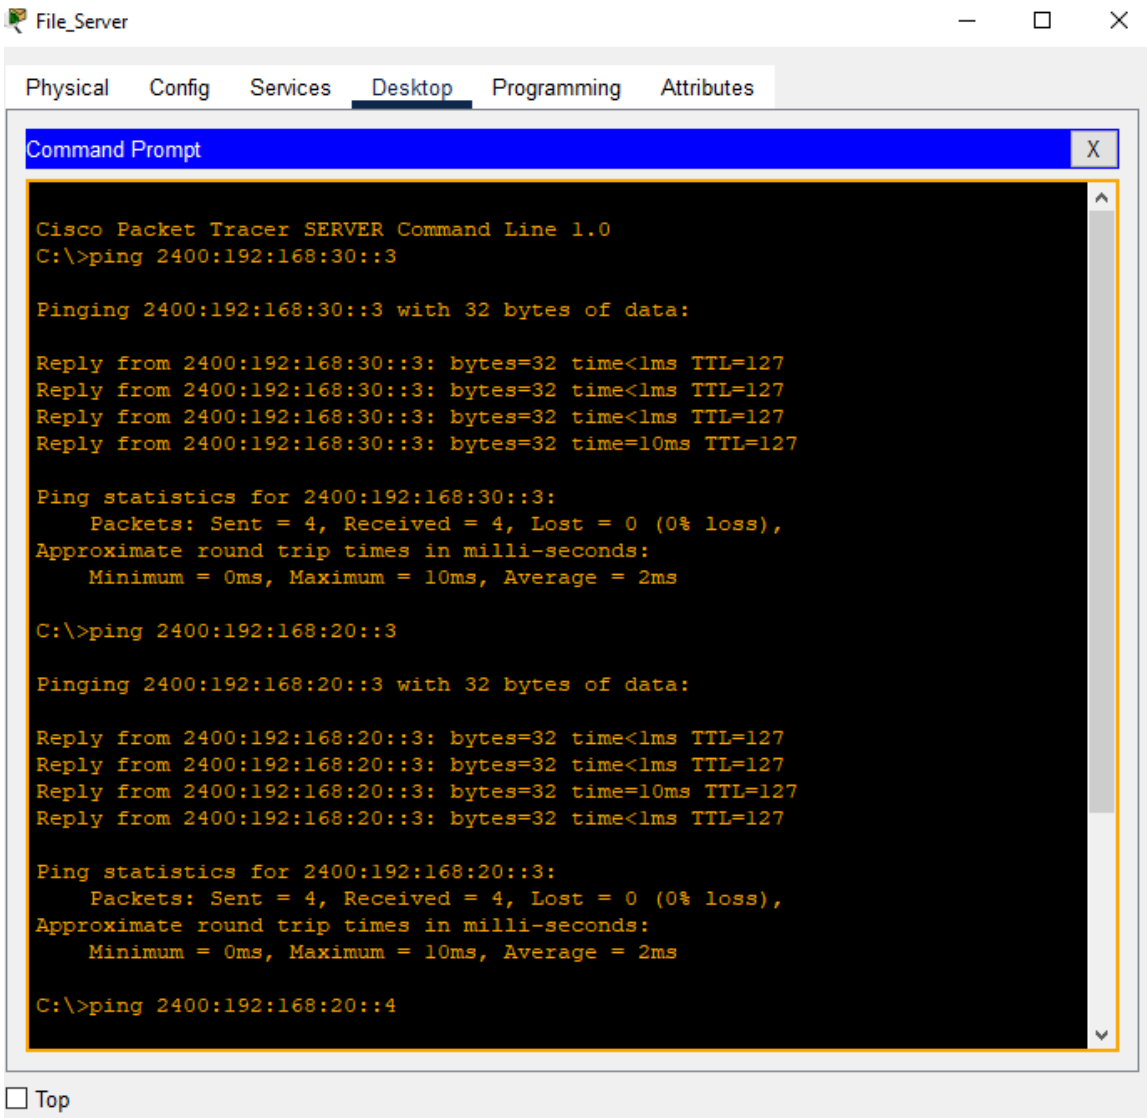 File_Server
Physical Config Services Desktop Programming Attributes
Command Prompt X
Cisco Packet Tracer SERVER Command Line 1.0
C:\>ping 2400:192:168:30::3
Pinging 2400:192:168:30::3 with 32 bytes of data:
Reply from 2400:192:168:30::3: bytes=32 time<1ms TTL=127
Reply from 2400:192:168:30::3: bytes=32 time<1ms TTL=127
Reply from 2400:192:168:30::3: bytes=32 time<1ms TTL=127
Reply from 2400:192:168:30::3: bytes=32 time=10ms TTL=127
Ping statistics for 2400:192:168:30::3:
Packets: Sent = 4, Received = 4, Lost = 0 (0% loss),
Approximate round trip times in milli-seconds:
Minimum = 0ms, Maximum = 10ms, Average = 2ms
C:\>ping 2400:192:168:20::3
Pinging 2400:192:168:20::3 with 32 bytes of data:
Reply from 2400:192:168:20::3: bytes=32 time<1ms TTL=127
Reply from 2400:192:168:20::3: bytes=32 time<1ms TTL=127
Reply from 2400:192:168:20::3: bytes=32 time=10ms TTL=127
Reply from 2400:192:168:20::3: bytes=32 time<1ms TTL=127
Ping statistics for 2400:192:168:20::3:
Packets: Sent = 4, Received = 4, Lost = 0 (0% loss),
Approximate round trip times in milli-seconds:
Minimum = 0ms, Maximum = 10ms, Average = 2ms
C:\>ping 2400:192:168:20::4
Top